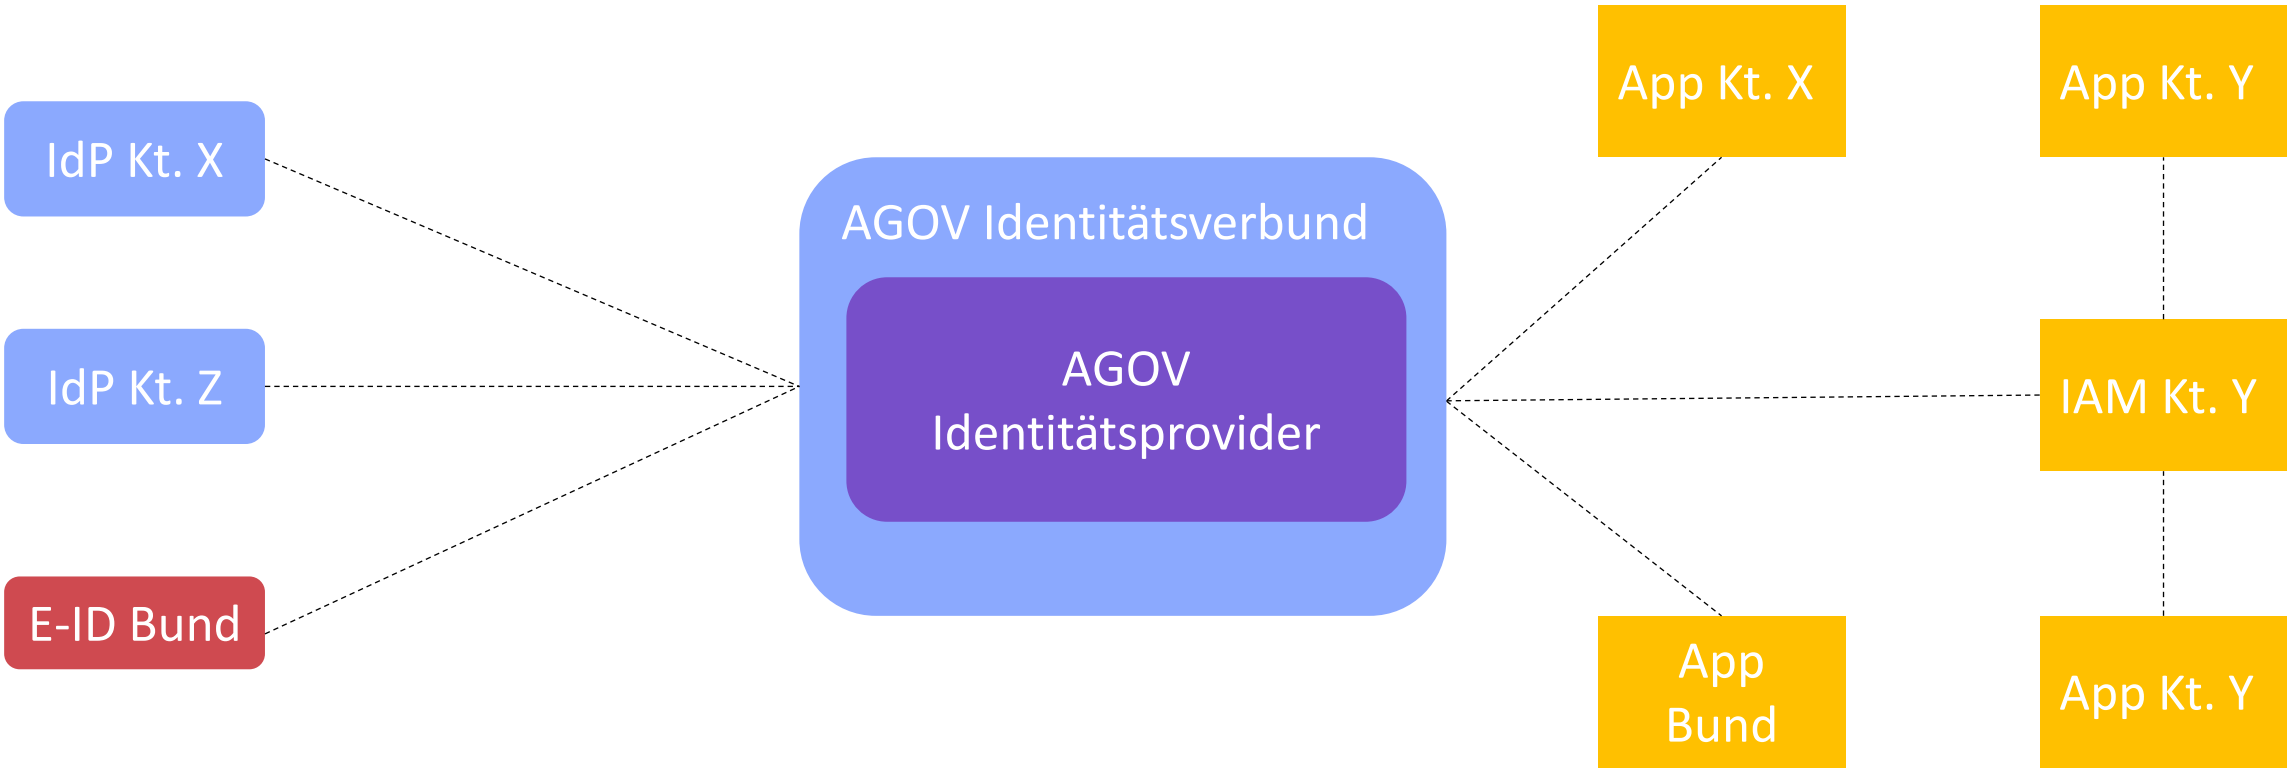 App Kt. X
App Kt. Y
IdP Kt. X
AGOV Identitätsverbund
IdP Kt. Z
AGOV
Identitätsprovider
IAM Kt. Y
E-ID Bund
App
Bund
App Kt. Y